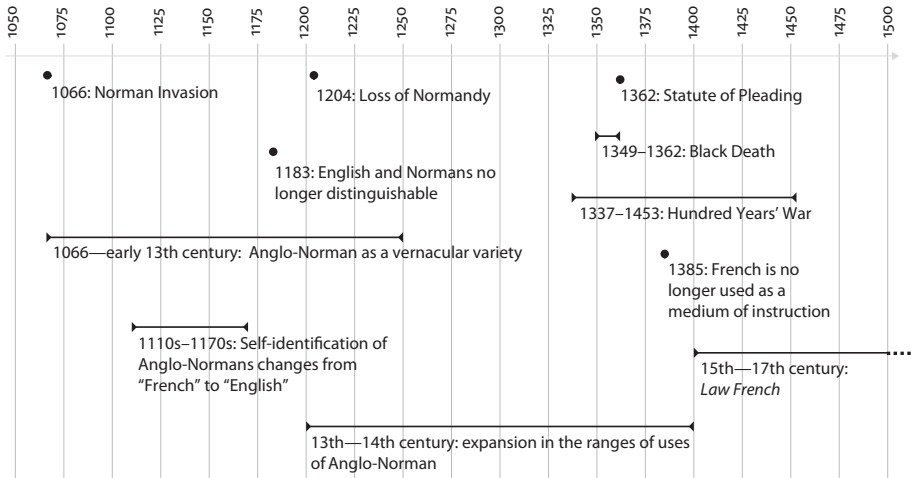 1050 1075 1100 1125 1150 1175 1200 1225 1250 1275 1300 1325 1350 1375 1400 1425 1450 1475 1500
1066: Norman Invasion
1204: Loss of Normandy
1362: Statute of Pleading
1349–1362: Black Death
1183: English and Normans no
longer distinguishable
1337–1453: Hundred Years’ War
1066—early 13th century: Anglo-Norman as a vernacular variety
1385: French is no
longer used as a
medium of instruction
1110s–1170s: Self-identification of
Anglo-Normans changes from
“French” to “English”
15th—17th century:
Law French
13th—14th century: expansion in the ranges of uses
of Anglo-Norman